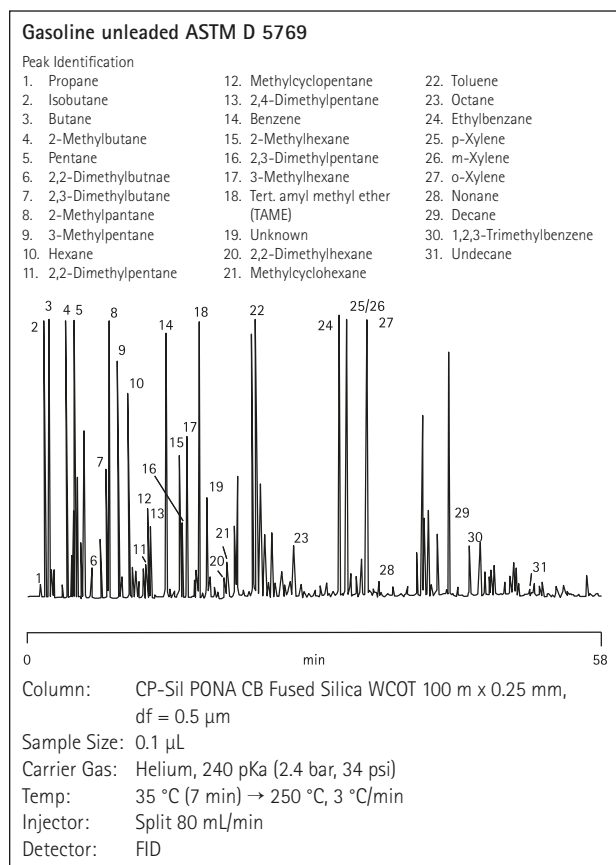 Gasoline unleaded ASTM D 5769
Peak Identification
1. Propane
2. Isobutane
3. Butane
4. 2-Methylbutane
5. Pentane
6. 2,2-Dimethylbutnae
7. 2,3-Dimethylbutane
8. 2-Methylpantane
9. 3-Methylpentane
10. Hexane
11. 2,2-Dimethylpentane
12. Methylcyclopentane
13. 2,4-Dimethylpentane
14. Benzene
15. 2-Methylhexane
16. 2,3-Dimethylpentane
17. 3-Methylhexane
18. Tert. amyl methyl ether
(TAME)
19. Unknown
20. 2,2-Dimethylhexane
21. Methylcyclohexane
22. Toluene
23. Octane
24. Ethylbenzane
25. p-Xylene
26. m-Xylene
27. o-Xylene
28. Nonane
29. Decane
30. 1,2,3-Trimethylbenzene
31. Undecane
1
2
3
4
5
6
7
8
9
10
11
12
13
14
15
16
17
18
19
20
21
22
23
24
25/26
27
28
29
30
31
0
min
58
Column: CP-Sil PONA CB Fused Silica WCOT 100 m x 0.25 mm,
df = 0.5 µm
Sample Size: 0.1 µL
Carrier Gas: Helium, 240 pKa (2.4 bar, 34 psi)
Temp: 35 °C (7 min) → 250 °C, 3 °C/min
Injector: Split 80 mL/min
Detector: FID